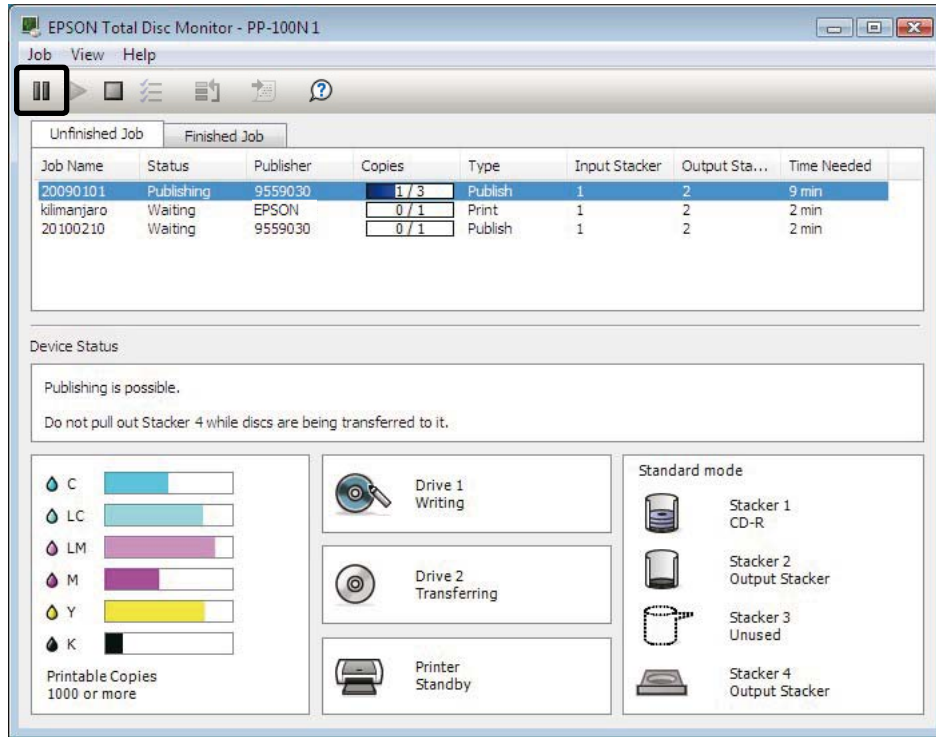 EPSON Total Disc Monitor - PP-100N 1
Job View Help
Unfinished Job Finished Job
Job Name Status Publisher Copies Type Input Stacker Output Sta... Time Needed
20090101 Publishing 9559030 1 / 3 Publish 1 2 9 min
kilimanjaro Waiting EPSON 0 / 1 Print 1 2 2 min
20100210 Waiting 9559030 0 / 1 Publish 1 2 2 min
Device Status
Publishing is possible.
Do not pull out Stacker 4 while discs are being transferred to it.
C
LC
LM
M
Y
K
Printable Copies
1000 or more
Drive 1
Writing
Drive 2
Transferring
Printer
Standby
Standard mode
Stacker 1
CD-R
Stacker 2
Output Stacker
Stacker 3
Unused
Stacker 4
Output Stacker